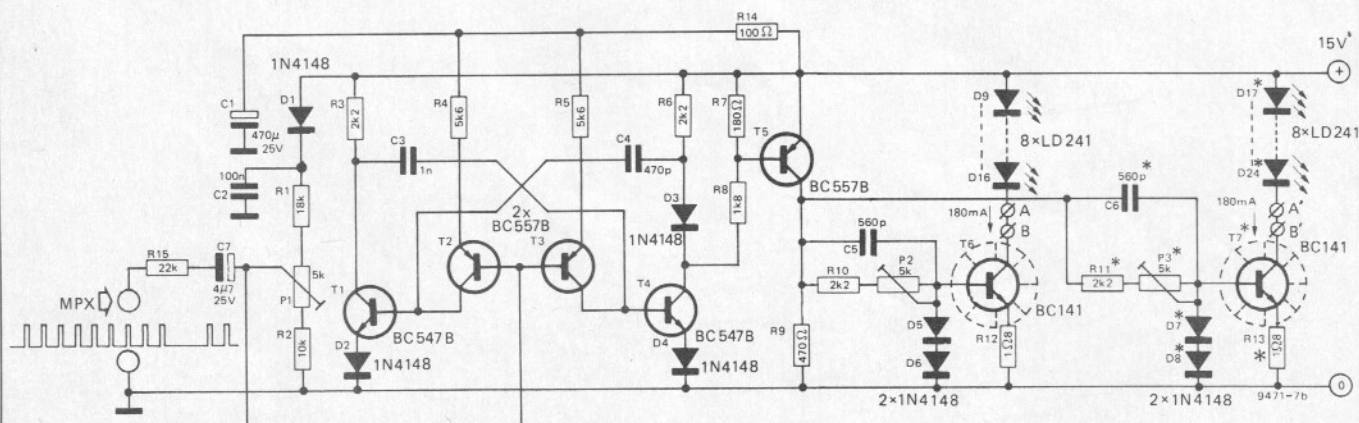 R14
100Ω
15V*
1N4148
+
D1
R3
2k2
R4
5k6
R5
5k6
R6
2k2
R7
180Ω
T5
D9
D17*
C1
470µ
25V
8×LD241
8×LD241
C3
1n
C4
470p
100n
C2
R1
18k
2x
BC557B
D3
1N4148
R8
1k8
BC557B
D16
D24*
560p*
C6
180mA
A
B
180mA
A'
B'
R15
22k
C7
4µ7
25V
5k
P1
T2
T3
560p
C5
T6
T7*
BC141
MPX
T1
T4
R10
2k2
P2
5k
R11*
2k2
P3*
5k
BC141
R2
10k
D2
BC547B
1N4148
D4
BC547B
1N4148
R9
470Ω
D5
D6
R12
1Ω28
D7*
D8*
R13
*
1Ω28
2×1N4148
2×1N4148
9471-7b
0